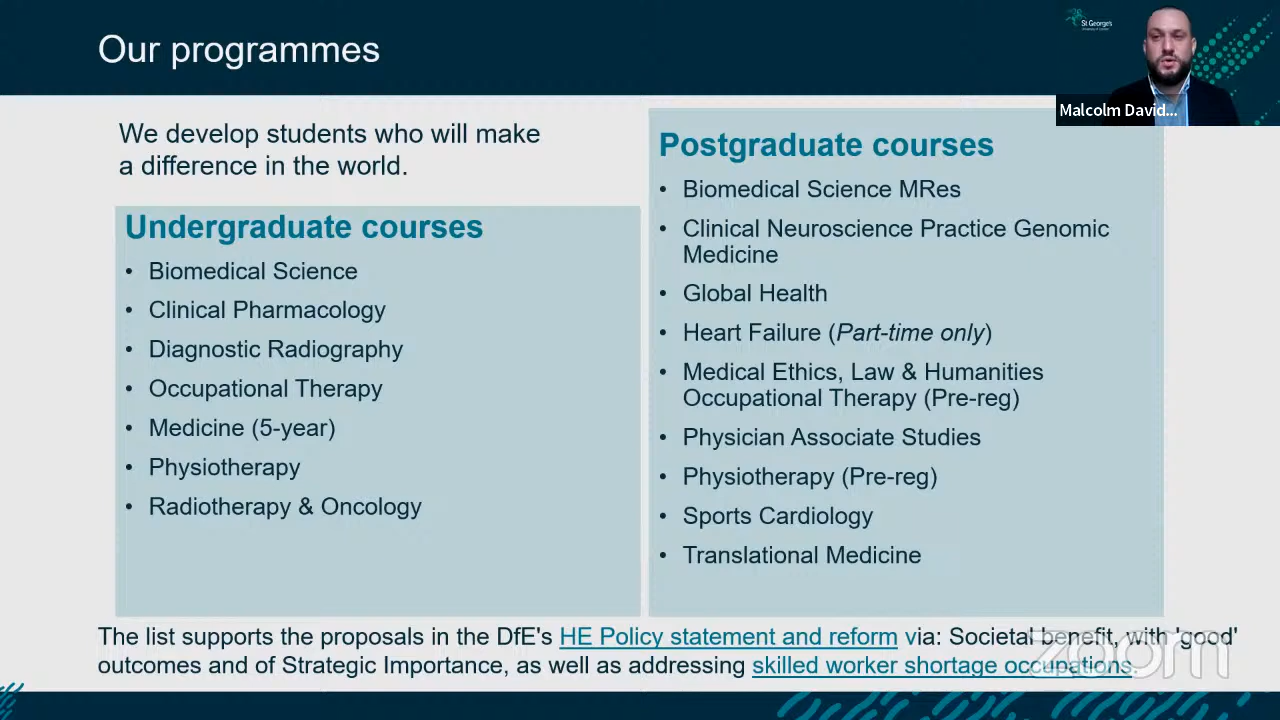 Our programmes
St George's
University of London
Malcolm David...
We develop students who will make
a difference in the world.
Undergraduate courses
• Biomedical Science
• Clinical Pharmacology
• Diagnostic Radiography
• Occupational Therapy
• Medicine (5-year)
• Physiotherapy
• Radiotherapy & Oncology
Postgraduate courses
• Biomedical Science MRes
• Clinical Neuroscience Practice Genomic
Medicine
• Global Health
• Heart Failure (Part-time only)
• Medical Ethics, Law & Humanities
Occupational Therapy (Pre-reg)
• Physician Associate Studies
• Physiotherapy (Pre-reg)
• Sports Cardiology
• Translational Medicine
The list supports the proposals in the DfE's HE Policy statement and reform via: Societal benefit, with 'good'
outcomes and of Strategic Importance, as well as addressing skilled worker shortage occupations.
zoom